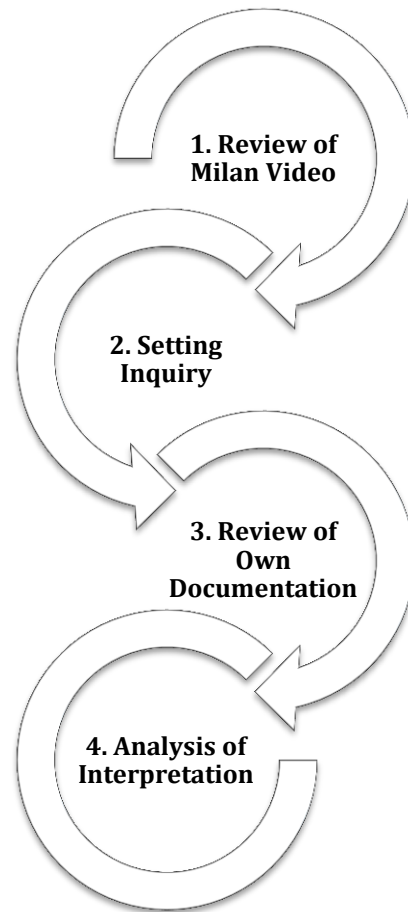 1. Review of
Milan Video
2. Setting
Inquiry
3. Review of
Own
Documentation
4. Analysis of
Interpretation